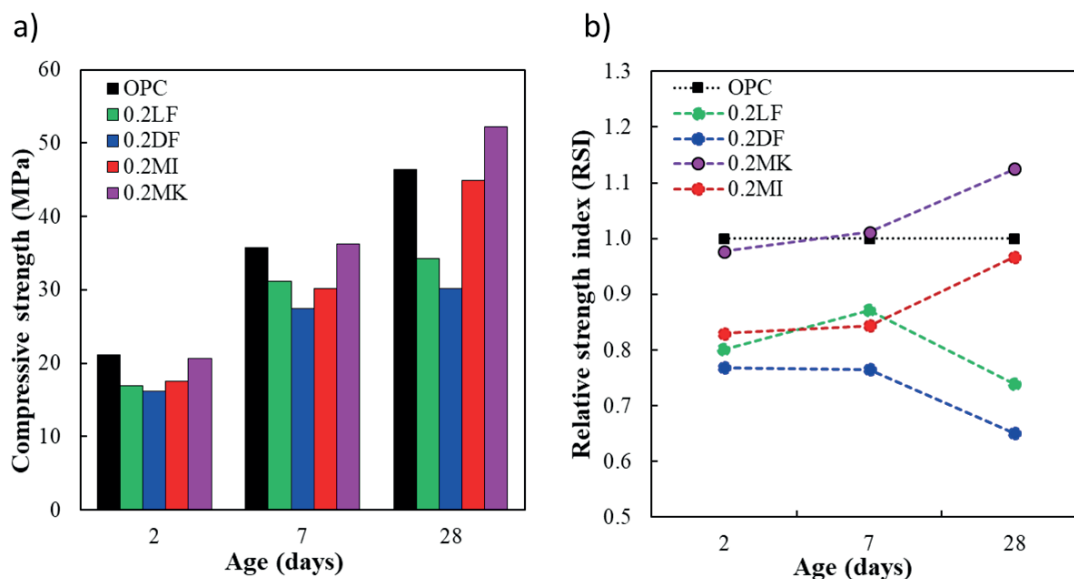 a)
Compressive strength (MPa)
60
50
40
30
20
10
0
OPC
0.2LF
0.2DF
0.2MI
0.2MK
2
7
28
Age (days)
b)
Relative strength index (RSI)
1.3
1.2
1.1
1.0
0.9
0.8
0.7
0.6
0.5
OPC
0.2LF
0.2DF
0.2MK
0.2MI
2
7
28
Age (days)